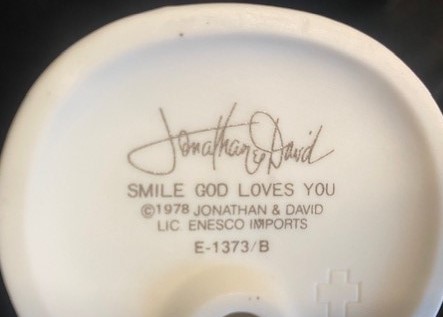 Jonathan & David
SMILE GOD LOVES YOU
©1978 JONATHAN & DAVID
LIC. ENESCO IMPORTS
E-1373/B